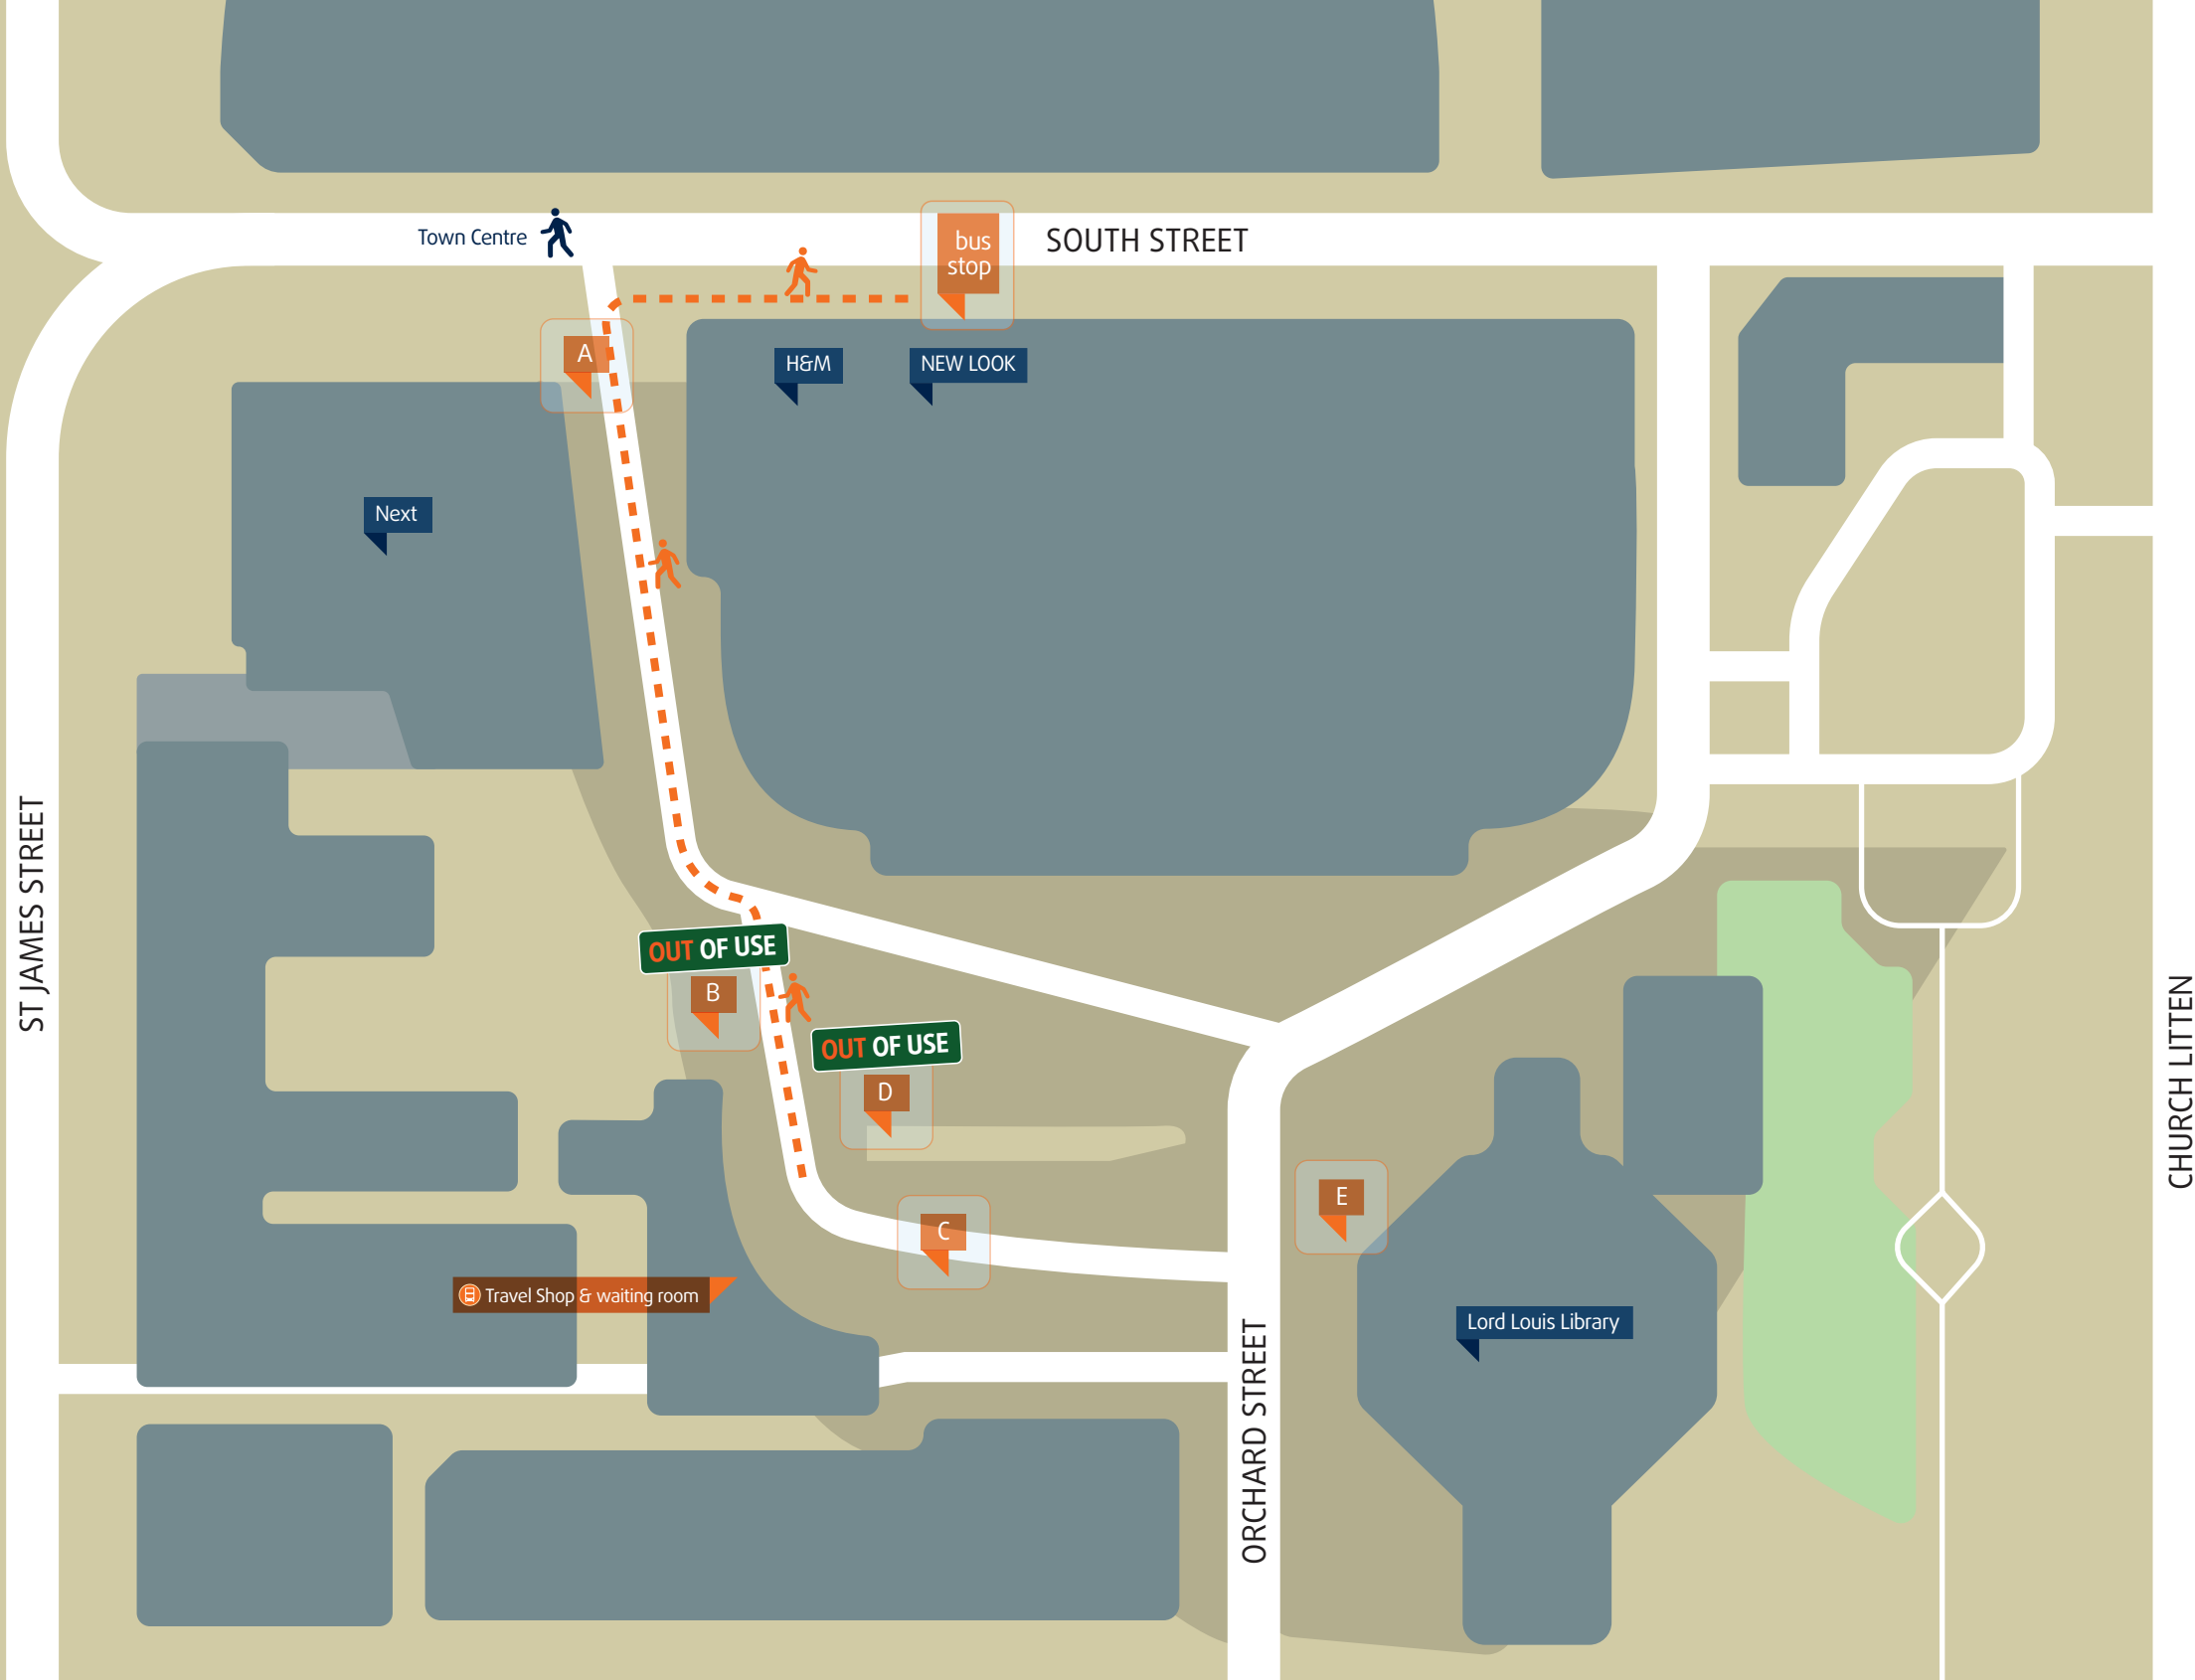 Town Centre
bus
stop
SOUTH STREET
A
H&M
NEW LOOK
Next
ST JAMES STREET
OUT OF USE
B
OUT OF USE
D
CHURCH LITTEN
E
C
Travel Shop & waiting room
Lord Louis Library
ORCHARD STREET